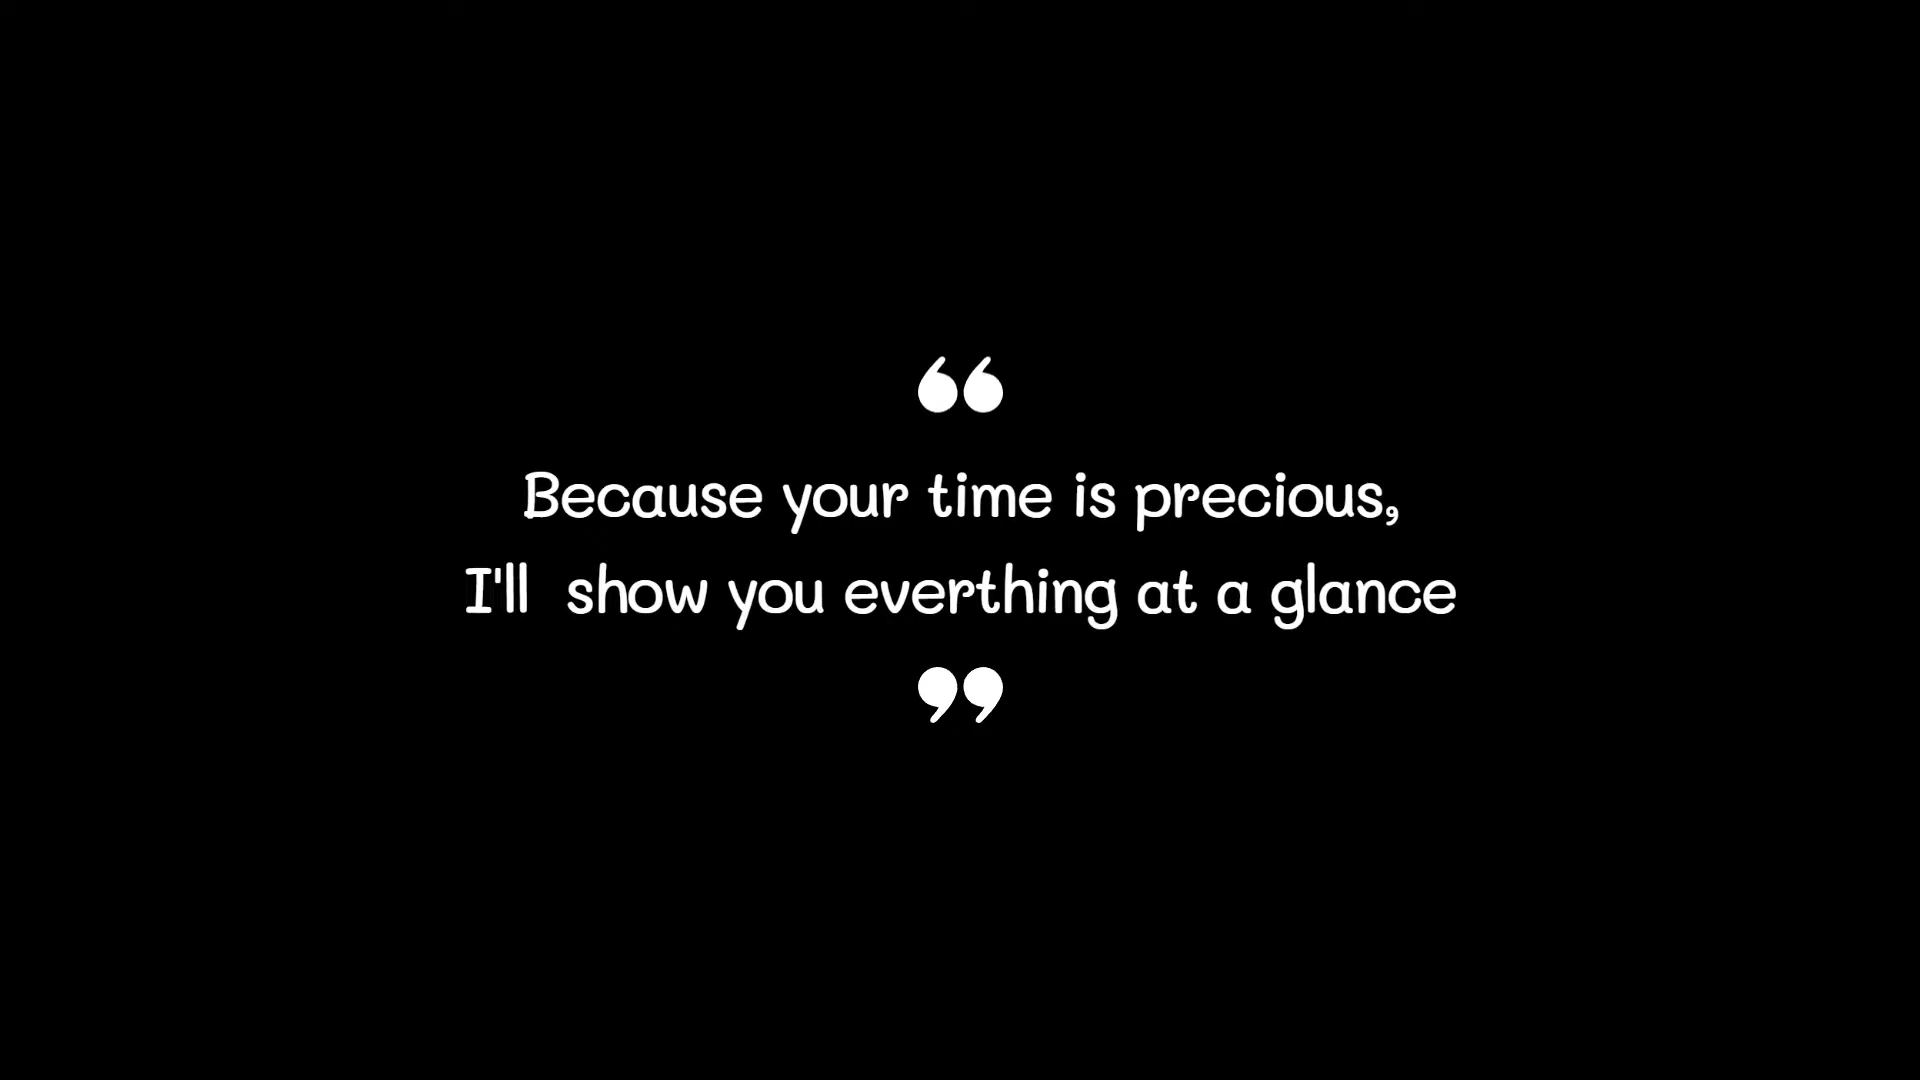 “
Because your time is precious,
I'll  show you everthing at a glance
”